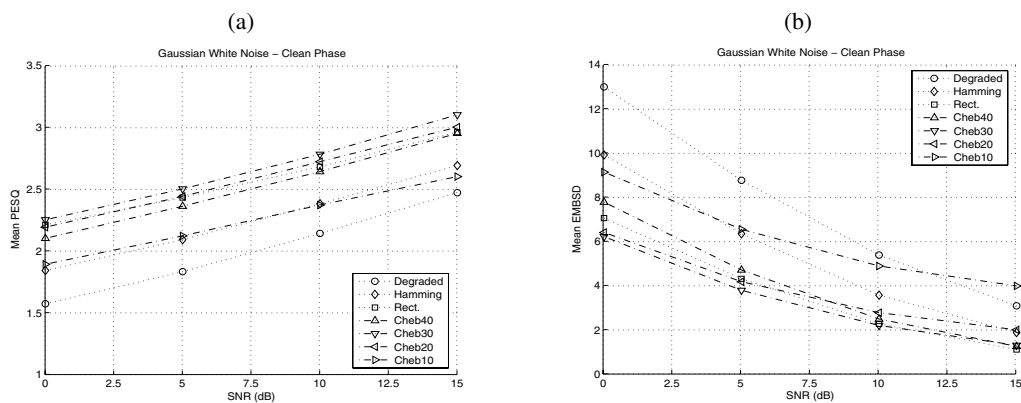 (a)
Gaussian White Noise − Clean Phase
Mean PESQ
3.5
3
2.5
2
1.5
1
0
2.5
5
7.5
10
12.5
15
SNR (dB)
Degraded
Hamming
Rect.
Cheb40
Cheb30
Cheb20
Cheb10
(b)
Gaussian White Noise − Clean Phase
Mean EMBSD
14
12
10
8
6
4
2
0
0
2.5
5
7.5
10
12.5
15
SNR (dB)
Degraded
Hamming
Rect.
Cheb40
Cheb30
Cheb20
Cheb10